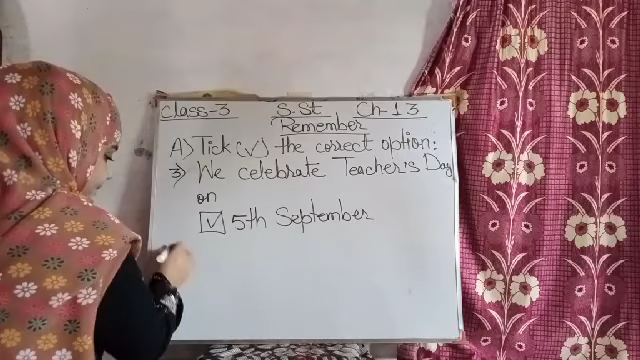 Class-3 S.St Ch-13
Remember
A) Tick (✓) the correct option:
3) We celebrate Teacher's Day
on
☑ 5th September